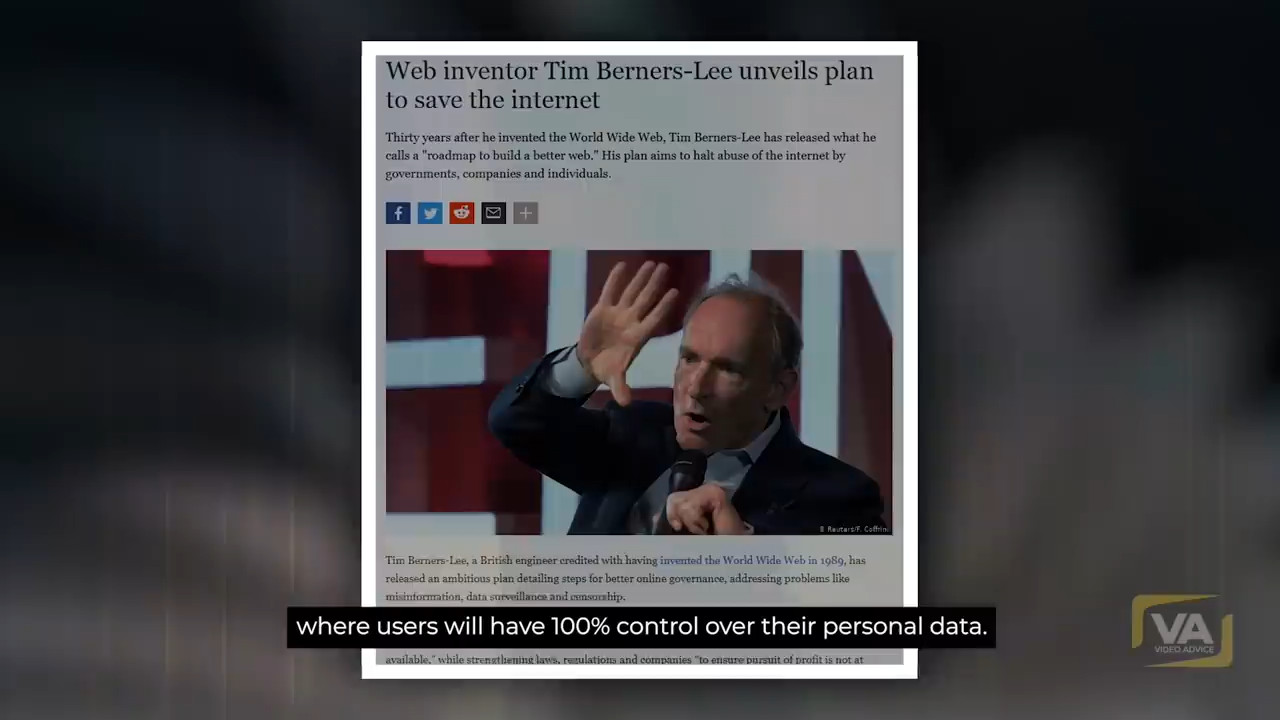 Web inventor Tim Berners-Lee unveils plan
to save the internet
Thirty years after he invented the World Wide Web, Tim Berners-Lee has released what he
calls a "roadmap to build a better web." His plan aims to halt abuse of the internet by
governments, companies and individuals.
© Reuters/F. Coffrini
Tim Berners-Lee, a British engineer credited with having invented the World Wide Web in 1989, has
released an ambitious plan detailing steps for better online governance, addressing problems like
misinformation, data surveillance and censorship.
where users will have 100% control over their personal data.
available," while strengthening laws, regulations and companies "to ensure pursuit of profit is not at
VA
VIDEO ADVICE